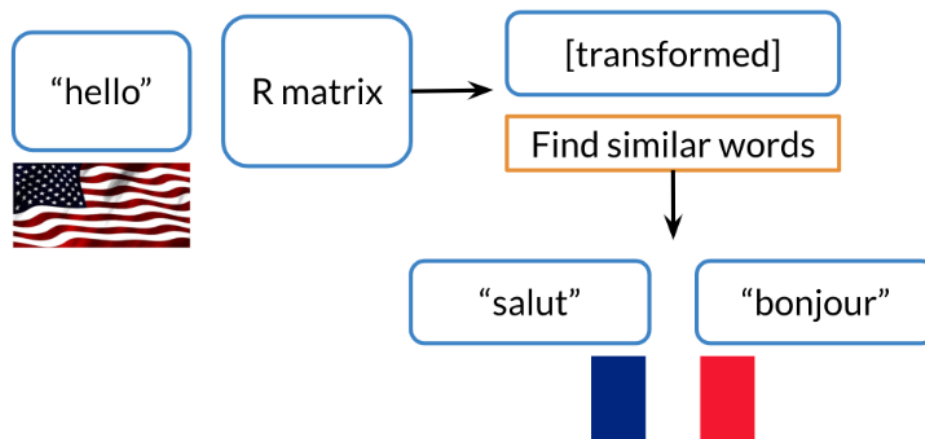 “hello”
R matrix
[transformed]
Find similar words
“salut”
“bonjour”